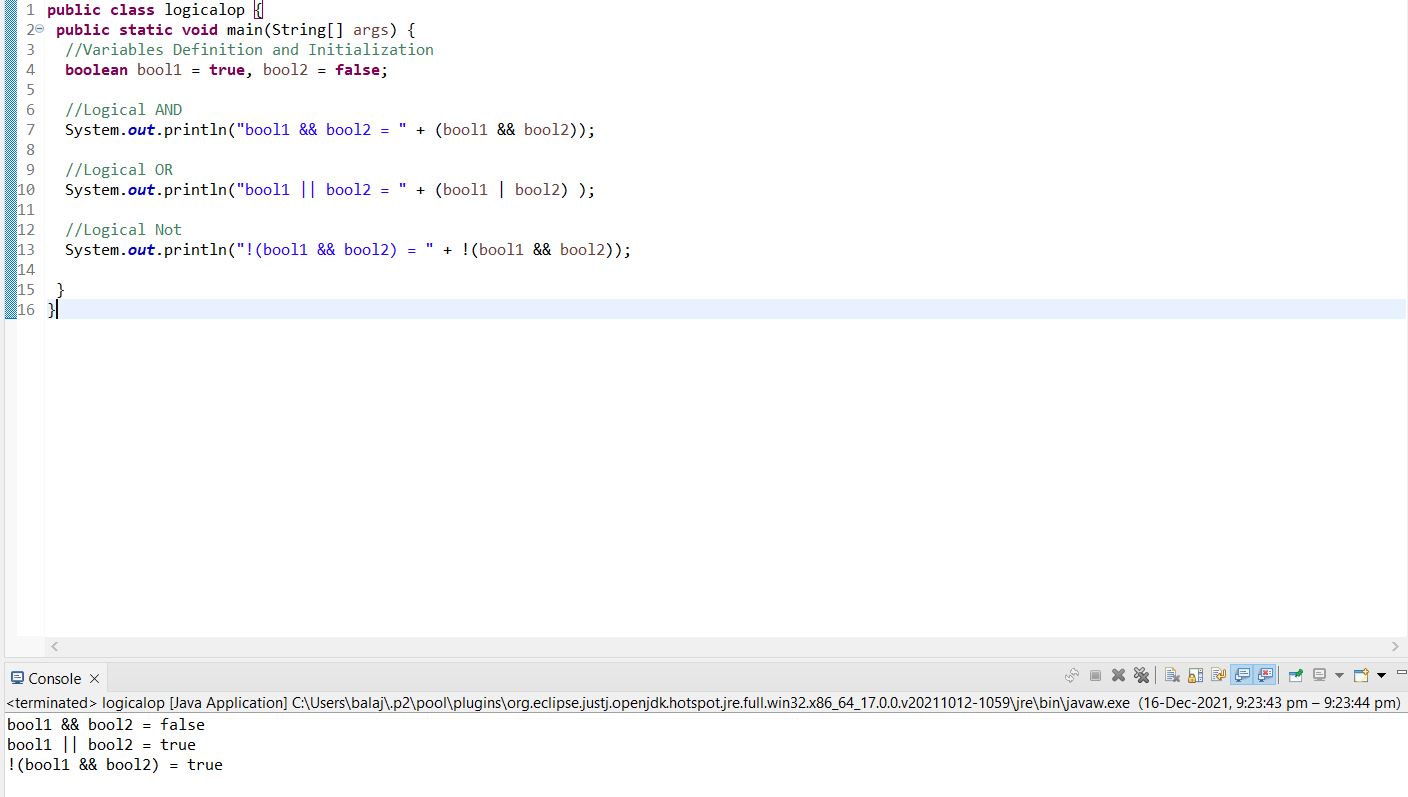 1 public class logicalop {
2 public static void main(String[] args) {
3 //Variables Definition and Initialization
4 boolean bool1 = true, bool2 = false;
5
6 //Logical AND
7 System.out.println("bool1 && bool2 = " + (bool1 && bool2));
8
9 //Logical OR
10 System.out.println("bool1 || bool2 = " + (bool1 | bool2) );
11
12 //Logical Not
13 System.out.println("!(bool1 && bool2) = " + !(bool1 && bool2));
14
15 }
16 }
Console
<terminated> logicalop [Java Application] C:\Users\balaj\.p2\pool\plugins\org.eclipse.justj.openjdk.hotspot.jre.full.win32.x86_64_17.0.0.v20211012-1059\jre\bin\javaw.exe (16-Dec-2021, 9:23:43 pm – 9:23:44 pm)
bool1 && bool2 = false
bool1 || bool2 = true
!(bool1 && bool2) = true